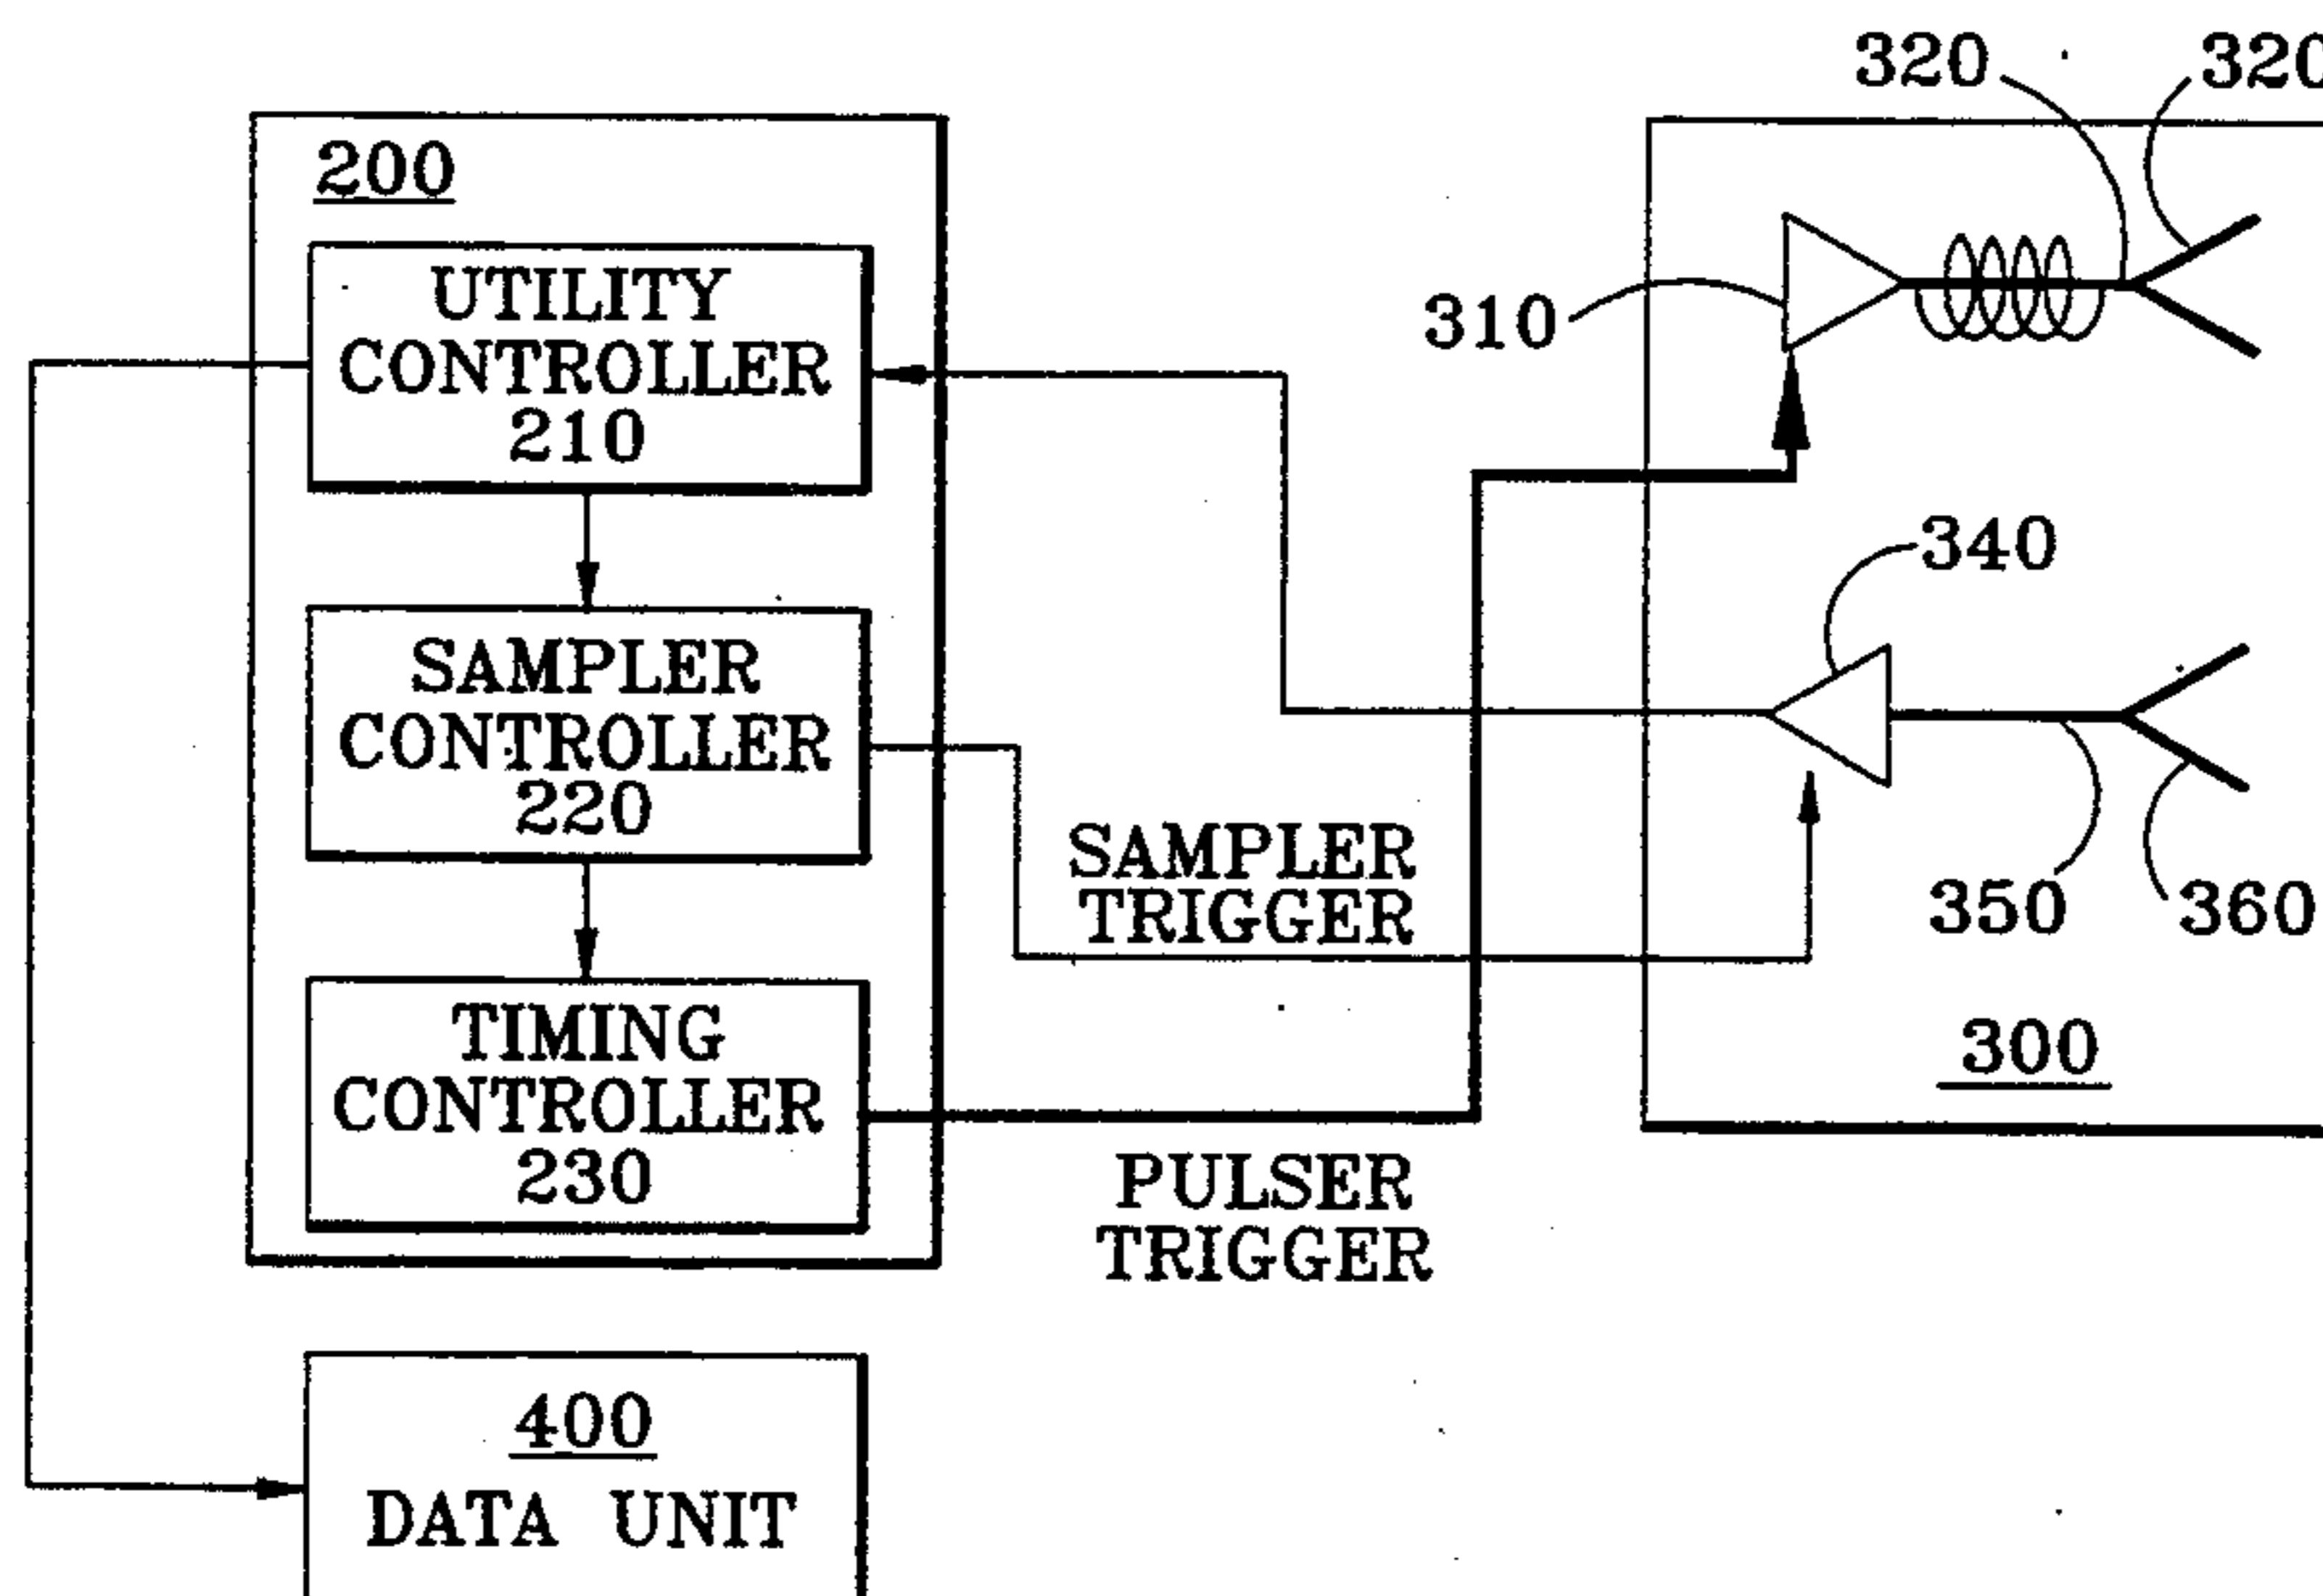 320
320
200
UTILITY
CONTROLLER
210
310
340
SAMPLER
CONTROLLER
220
SAMPLER
TRIGGER
350
360
TIMING
CONTROLLER
230
300
PULSER
TRIGGER
400
DATA UNIT